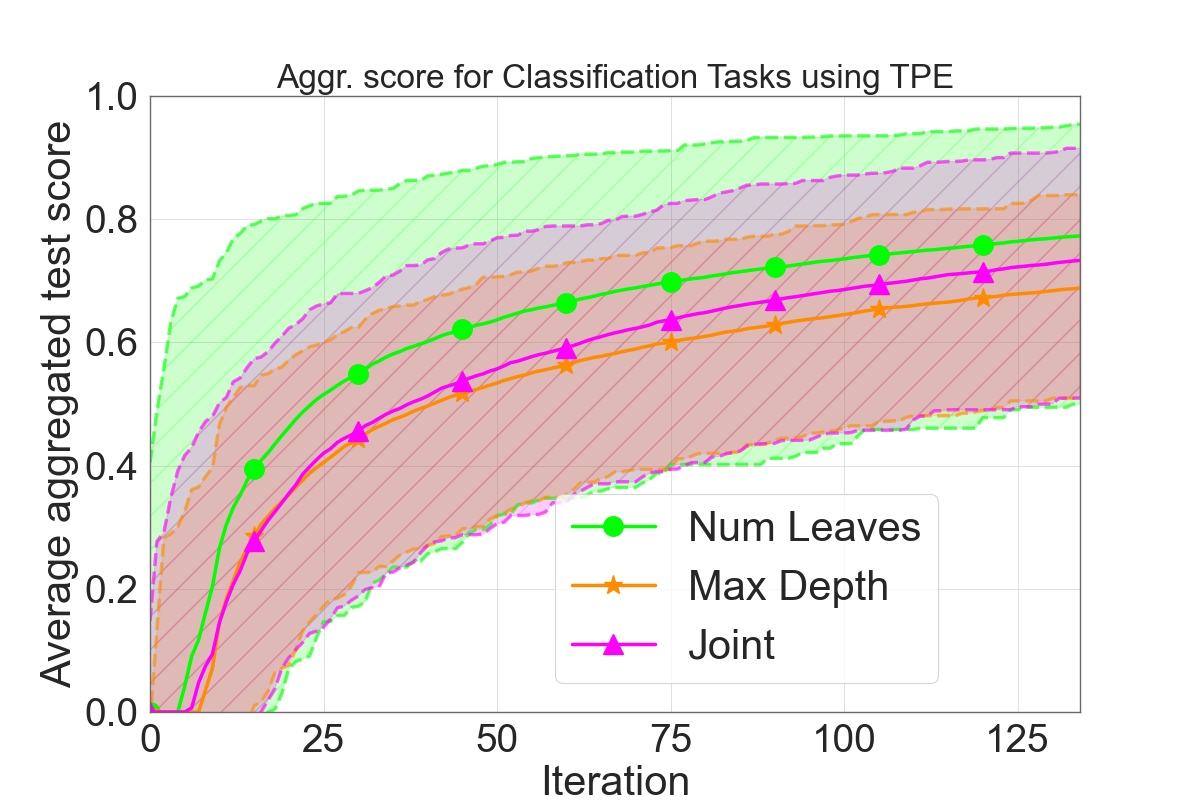 Aggr. score for Classification Tasks using TPE
Average aggregated test score
1.0
0.8
0.6
0.4
0.2
0.0
Num Leaves
Max Depth
Joint
0 25 50 75 100 125
Iteration